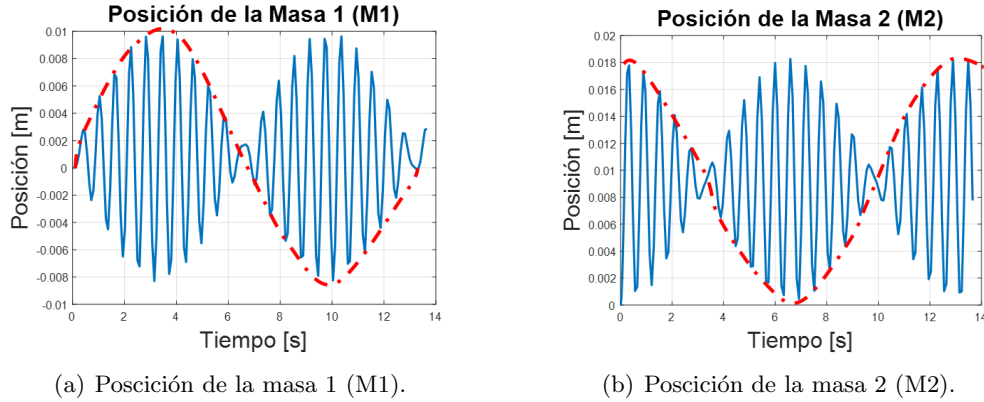 Posición de la Masa 1 (M1)
Posición [m]
0.01
0.008
0.006
0.004
0.002
0
-0.002
-0.004
-0.006
-0.008
-0.01
0 2 4 6 8 10 12 14
Tiempo [s]
(a) Poscición de la masa 1 (M1).
Posición de la Masa 2 (M2)
Posición [m]
0.02
0.018
0.016
0.014
0.012
0.01
0.008
0.006
0.004
0.002
0
0 2 4 6 8 10 12 14
Tiempo [s]
(b) Poscición de la masa 2 (M2).